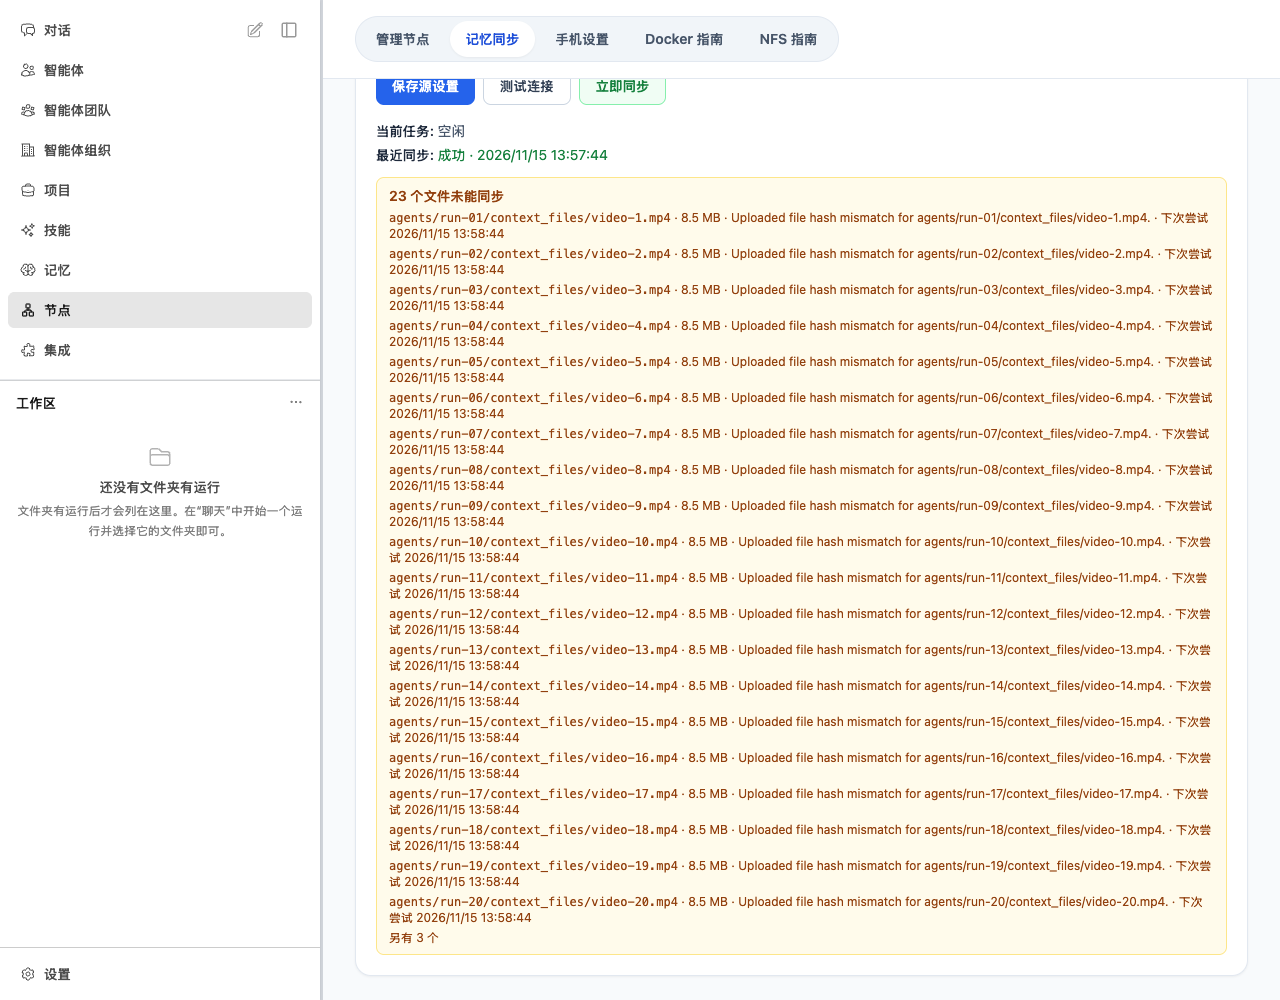 对话
智能体
智能体团队
智能体组织
项目
技能
记忆
节点
集成
工作区
还没有文件夹有运行
文件夹有运行后才会列在这里。在“聊天”中开始一个运
行并选择它的文件夹即可。
设置
管理节点
记忆同步
手机设置
Docker 指南
NFS 指南
保存源设置
测试连接
立即同步
当前任务: 空闲
最近同步: 成功 · 2026/11/15 13:57:44
23 个文件未能同步
agents/run-01/context_files/video-1.mp4 · 8.5 MB · Uploaded file hash mismatch for agents/run-01/context_files/video-1.mp4. · 下次尝试
2026/11/15 13:58:44
agents/run-02/context_files/video-2.mp4 · 8.5 MB · Uploaded file hash mismatch for agents/run-02/context_files/video-2.mp4. · 下次尝试
2026/11/15 13:58:44
agents/run-03/context_files/video-3.mp4 · 8.5 MB · Uploaded file hash mismatch for agents/run-03/context_files/video-3.mp4. · 下次尝试
2026/11/15 13:58:44
agents/run-04/context_files/video-4.mp4 · 8.5 MB · Uploaded file hash mismatch for agents/run-04/context_files/video-4.mp4. · 下次尝试
2026/11/15 13:58:44
agents/run-05/context_files/video-5.mp4 · 8.5 MB · Uploaded file hash mismatch for agents/run-05/context_files/video-5.mp4. · 下次尝试
2026/11/15 13:58:44
agents/run-06/context_files/video-6.mp4 · 8.5 MB · Uploaded file hash mismatch for agents/run-06/context_files/video-6.mp4. · 下次尝试
2026/11/15 13:58:44
agents/run-07/context_files/video-7.mp4 · 8.5 MB · Uploaded file hash mismatch for agents/run-07/context_files/video-7.mp4. · 下次尝试
2026/11/15 13:58:44
agents/run-08/context_files/video-8.mp4 · 8.5 MB · Uploaded file hash mismatch for agents/run-08/context_files/video-8.mp4. · 下次尝试
2026/11/15 13:58:44
agents/run-09/context_files/video-9.mp4 · 8.5 MB · Uploaded file hash mismatch for agents/run-09/context_files/video-9.mp4. · 下次尝试
2026/11/15 13:58:44
agents/run-10/context_files/video-10.mp4 · 8.5 MB · Uploaded file hash mismatch for agents/run-10/context_files/video-10.mp4. · 下次尝
试 2026/11/15 13:58:44
agents/run-11/context_files/video-11.mp4 · 8.5 MB · Uploaded file hash mismatch for agents/run-11/context_files/video-11.mp4. · 下次尝
试 2026/11/15 13:58:44
agents/run-12/context_files/video-12.mp4 · 8.5 MB · Uploaded file hash mismatch for agents/run-12/context_files/video-12.mp4. · 下次尝
试 2026/11/15 13:58:44
agents/run-13/context_files/video-13.mp4 · 8.5 MB · Uploaded file hash mismatch for agents/run-13/context_files/video-13.mp4. · 下次尝
试 2026/11/15 13:58:44
agents/run-14/context_files/video-14.mp4 · 8.5 MB · Uploaded file hash mismatch for agents/run-14/context_files/video-14.mp4. · 下次尝
试 2026/11/15 13:58:44
agents/run-15/context_files/video-15.mp4 · 8.5 MB · Uploaded file hash mismatch for agents/run-15/context_files/video-15.mp4. · 下次尝
试 2026/11/15 13:58:44
agents/run-16/context_files/video-16.mp4 · 8.5 MB · Uploaded file hash mismatch for agents/run-16/context_files/video-16.mp4. · 下次尝
试 2026/11/15 13:58:44
agents/run-17/context_files/video-17.mp4 · 8.5 MB · Uploaded file hash mismatch for agents/run-17/context_files/video-17.mp4. · 下次尝
试 2026/11/15 13:58:44
agents/run-18/context_files/video-18.mp4 · 8.5 MB · Uploaded file hash mismatch for agents/run-18/context_files/video-18.mp4. · 下次尝
试 2026/11/15 13:58:44
agents/run-19/context_files/video-19.mp4 · 8.5 MB · Uploaded file hash mismatch for agents/run-19/context_files/video-19.mp4. · 下次尝
试 2026/11/15 13:58:44
agents/run-20/context_files/video-20.mp4 · 8.5 MB · Uploaded file hash mismatch for agents/run-20/context_files/video-20.mp4. · 下次
尝试 2026/11/15 13:58:44
另有 3 个